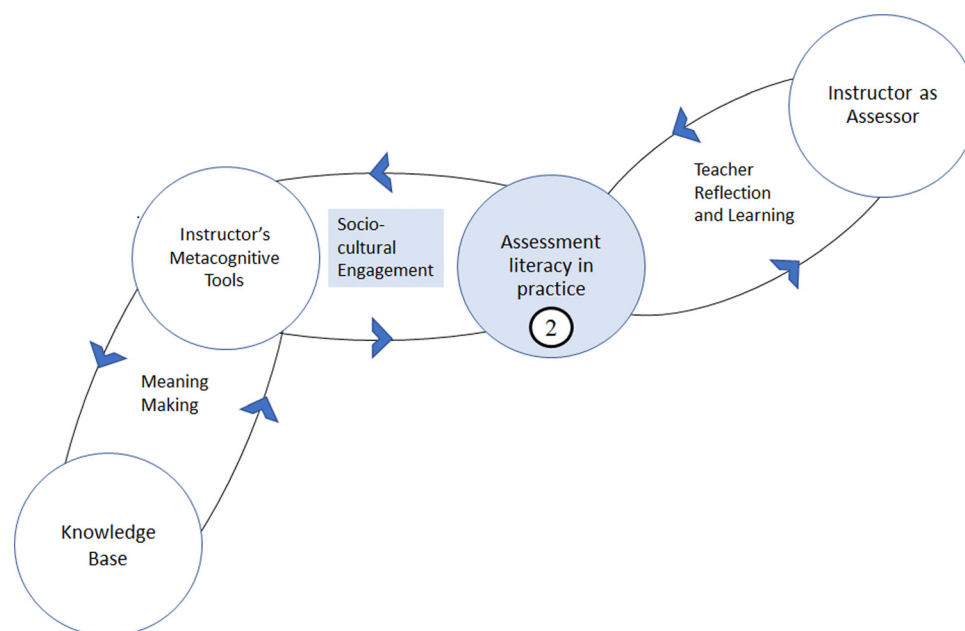 Instructor as
Assessor
Teacher
Reflection
and Learning
Socio-
cultural
Engagement
Instructor's
Metacognitive
Tools
Assessment
literacy in
practice
2
Meaning
Making
Knowledge
Base